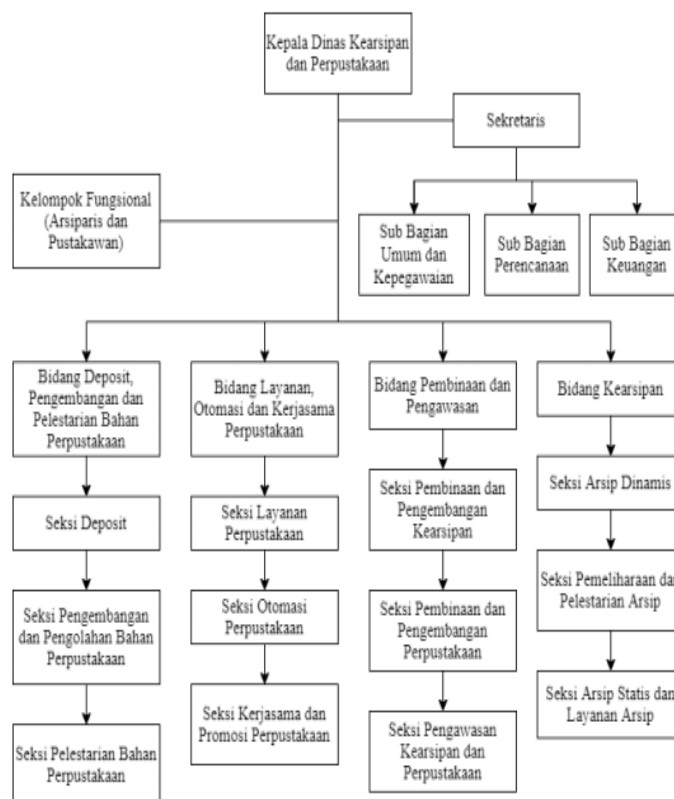 Kepala Dinas Kearsipan
dan Perpustakaan
Sekretaris
Kelompok Fungsional
(Arsiparis dan
Pustakawan)
Sub Bagian
Umum dan
Kepegawaian
Sub Bagian
Perencanaan
Sub Bagian
Keuangan
Bidang Deposit,
Pengembangan dan
Pelestarian Bahan
Perpustakaan
Bidang Layanan,
Otomasi dan Kerjasama
Perpustakaan
Bidang Pembinaan dan
Pengawasan
Bidang Kearsipan
Seksi Deposit
Seksi Layanan
Perpustakaan
Seksi Pembinaan dan
Pengembangan
Kearsipan
Seksi Arsip Dinamis
Seksi Pengembangan
dan Pengolahan Bahan
Perpustakaan
Seksi Otomasi
Perpustakaan
Seksi Pembinaan dan
Pengembangan
Perpustakaan
Seksi Pemeliharaan dan
Pelestarian Arsip
Seksi Pelestarian Bahan
Perpustakaan
Seksi Kerjasama dan
Promosi Perpustakaan
Seksi Pengawasan
Kearsipan dan
Perpustakaan
Seksi Arsip Statis dan
Layanan Arsip